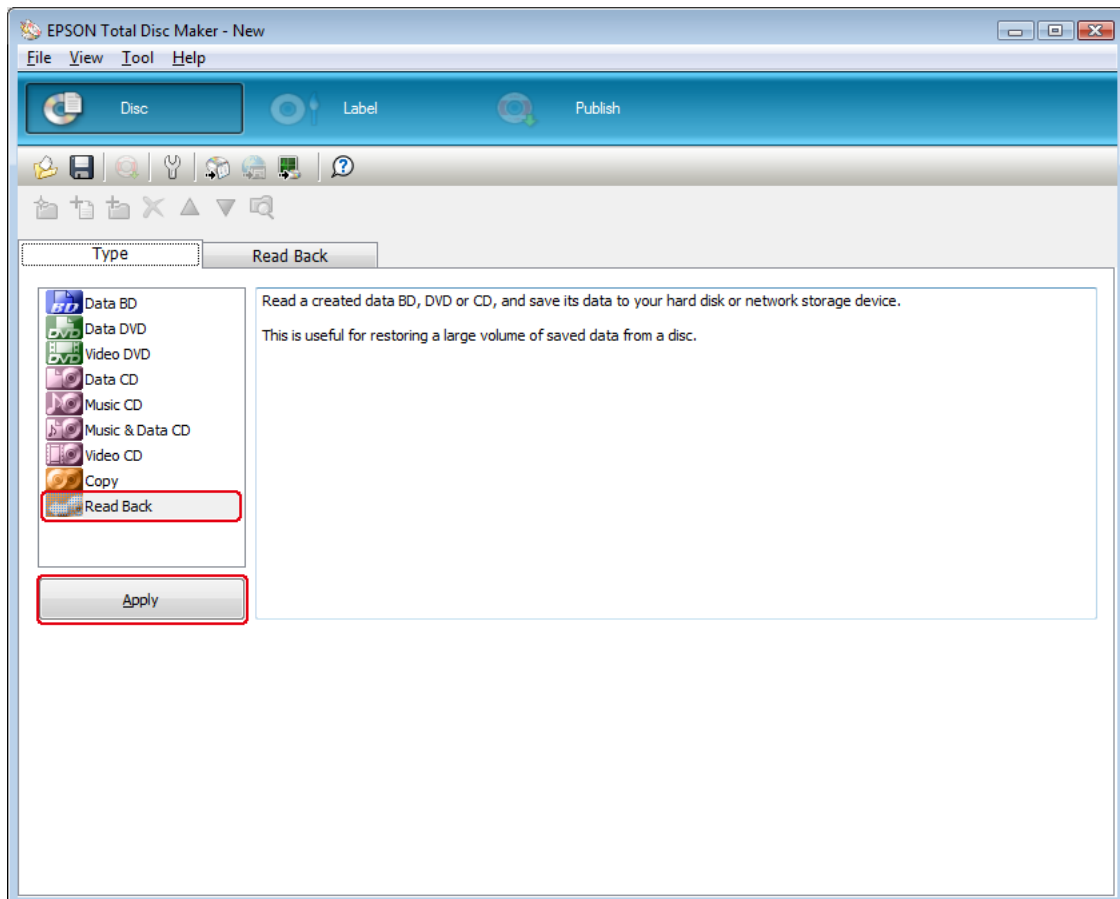 EPSON Total Disc Maker - New
File View Tool Help
Disc Label Publish
Type Read Back
BD Data BD
DVD Data DVD
DVD Video DVD
Data CD
Music CD
Music & Data CD
Video CD
Copy
Read Back
Apply
Read a created data BD, DVD or CD, and save its data to your hard disk or network storage device.
This is useful for restoring a large volume of saved data from a disc.